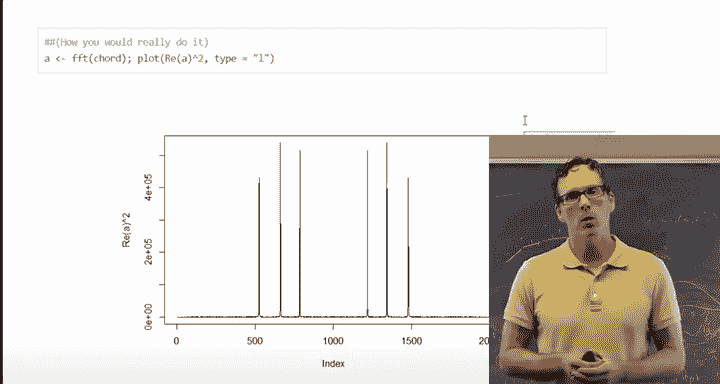 ##(How you would really do it)
a <- fft(chord); plot(Re(a)^2, type = "l")
Re(a)^2
4e+05
2e+05
0e+00
0 500 1000 1500
Index